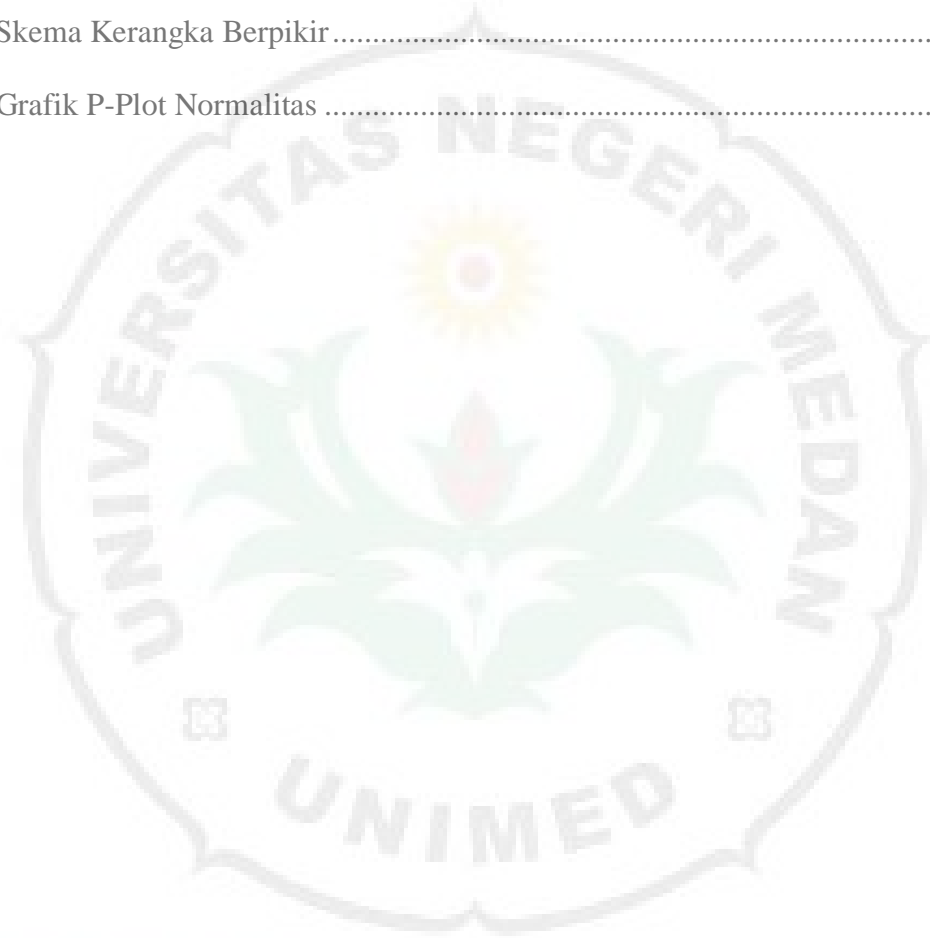 Skema Kerangka Berpikir..............................................................
Grafik P-Plot Normalitas ..............................................................
UNIVERSITAS NEGERI MEDAN
UNIMED